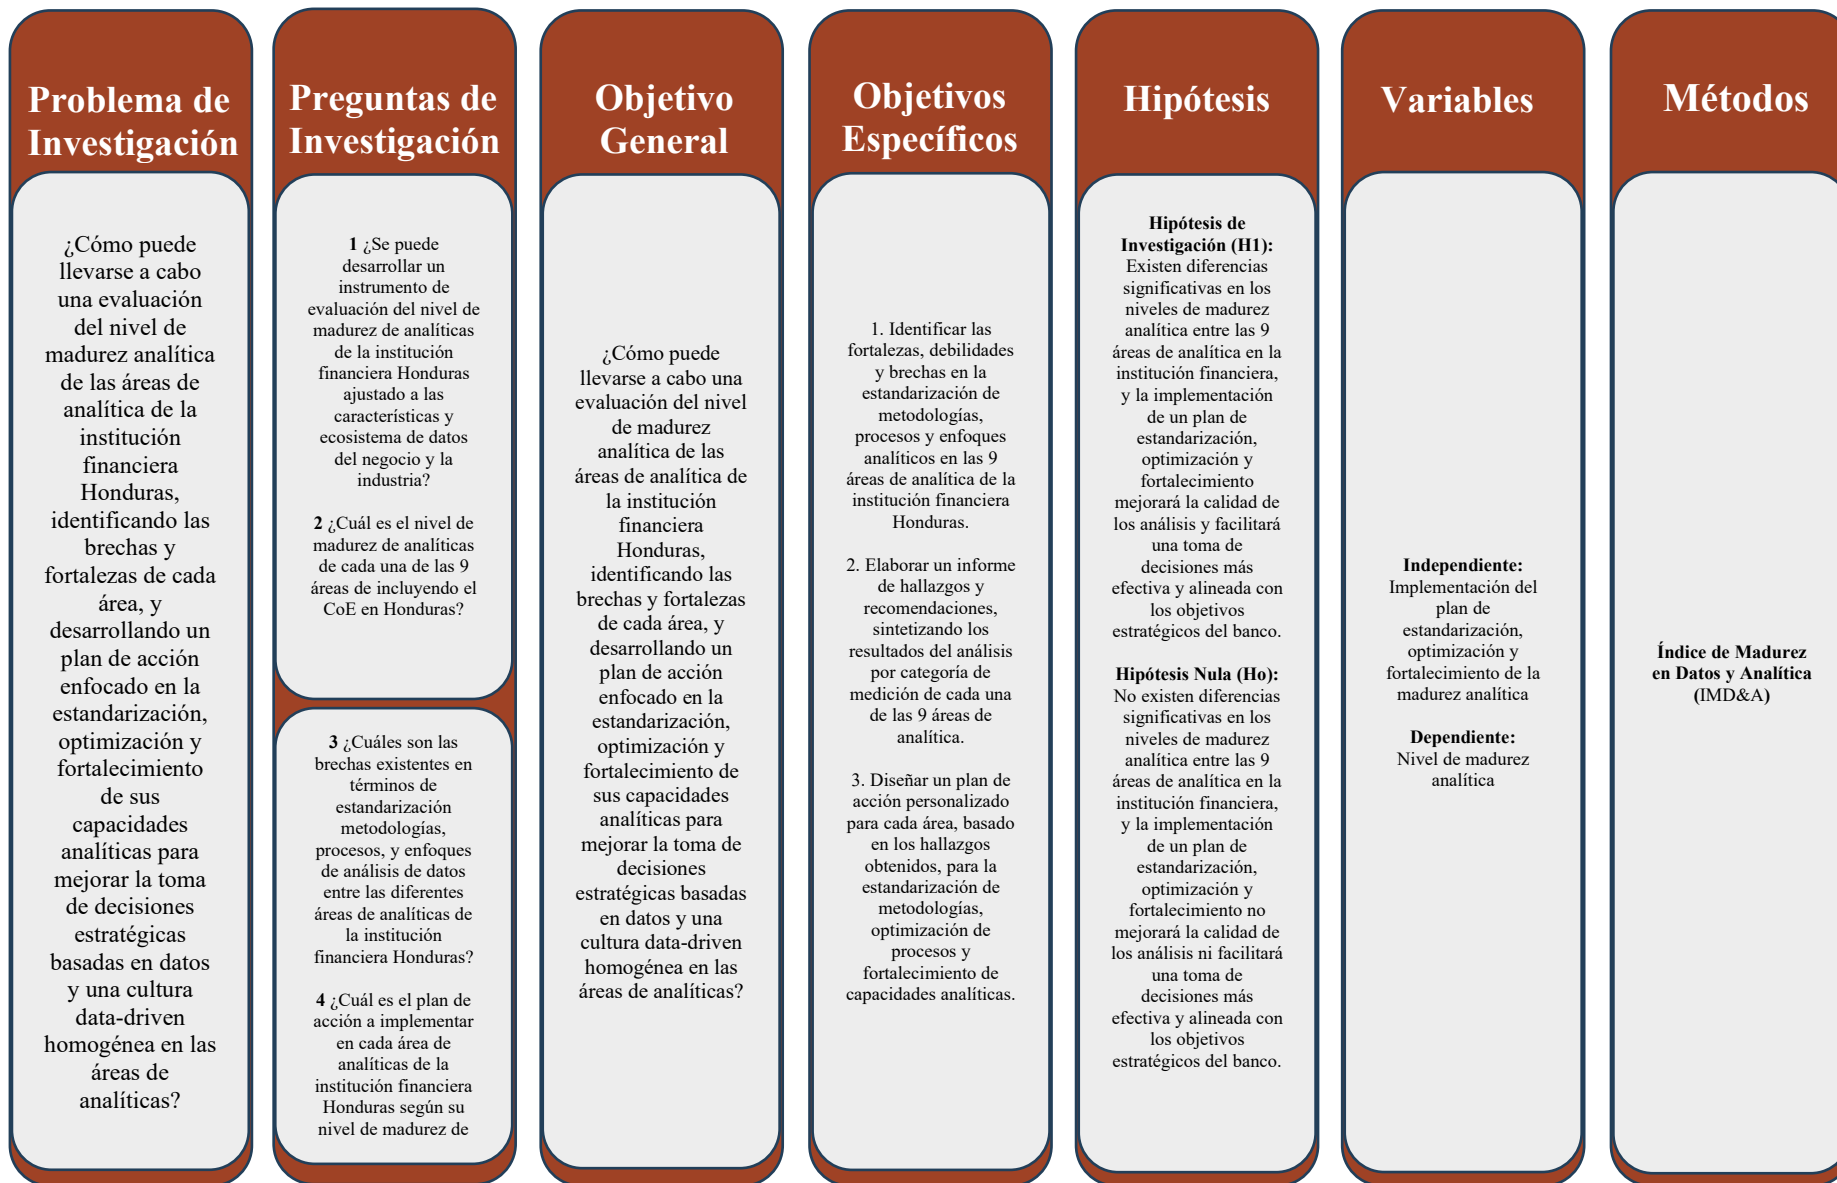 Problema de
Investigación
¿Cómo puede
llevarse a cabo
una evaluación
del nivel de
madurez analítica
de las áreas de
analítica de la
institución
financiera
Honduras,
identificando las
brechas y
fortalezas de cada
área, y
desarrollando un
plan de acción
enfocado en la
estandarización,
optimización y
fortalecimiento
de sus
capacidades
analíticas para
mejorar la toma
de decisiones
estratégicas
basadas en datos
y una cultura
data-driven
homogénea en las
áreas de
analíticas?
Preguntas de
Investigación
1 ¿Se puede
desarrollar un
instrumento de
evaluación del nivel de
madurez de analíticas
de la institución
financiera Honduras
ajustado a las
características y
ecosistema de datos
del negocio y la
industria?
2 ¿Cuál es el nivel de
madurez de analíticas
de cada una de las 9
áreas de incluyendo el
CoE en Honduras?
3 ¿Cuáles son las
brechas existentes en
términos de
estandarización
metodologías,
procesos, y enfoques
de análisis de datos
entre las diferentes
áreas de analíticas de
la institución
financiera Honduras?
4 ¿Cuál es el plan de
acción a implementar
en cada área de
analíticas de la
institución financiera
Honduras según su
nivel de madurez de
Objetivo
General
¿Cómo puede
llevarse a cabo una
evaluación del nivel
de madurez
analítica de las
áreas de analítica de
la institución
financiera
Honduras,
identificando las
brechas y fortalezas
de cada área, y
desarrollando un
plan de acción
enfocado en la
estandarización,
optimización y
fortalecimiento de
sus capacidades
analíticas para
mejorar la toma de
decisiones
estratégicas basadas
en datos y una
cultura data-driven
homogénea en las
áreas de analíticas?
Objetivos
Específicos
1. Identificar las
fortalezas, debilidades
y brechas en la
estandarización de
metodologías,
procesos y enfoques
analíticos en las 9
áreas de analítica de la
institución financiera
Honduras.
2. Elaborar un informe
de hallazgos y
recomendaciones,
sintetizando los
resultados del análisis
por categoría de
medición de cada una
de las 9 áreas de
analítica.
3. Diseñar un plan de
acción personalizado
para cada área, basado
en los hallazgos
obtenidos, para la
estandarización de
metodologías,
optimización de
procesos y
fortalecimiento de
capacidades analíticas.
Hipótesis
Hipótesis de
Investigación (H1):
Existen diferencias
significativas en los
niveles de madurez
analítica entre las 9
áreas de analítica en la
institución financiera,
y la implementación
de un plan de
estandarización,
optimización y
fortalecimiento
mejorará la calidad de
los análisis y facilitará
una toma de
decisiones más
efectiva y alineada con
los objetivos
estratégicos del banco.
Hipótesis Nula (Ho):
No existen diferencias
significativas en los
niveles de madurez
analítica entre las 9
áreas de analítica en la
institución financiera,
y la implementación
de un plan de
estandarización,
optimización y
fortalecimiento no
mejorará la calidad de
los análisis ni facilitará
una toma de
decisiones más
efectiva y alineada con
los objetivos
estratégicos del banco.
Variables
Independiente:
Implementación del
plan de
estandarización,
optimización y
fortalecimiento de la
madurez analítica
Dependiente:
Nivel de madurez
analítica
Métodos
Índice de Madurez
en Datos y Analítica
(IMD&A)